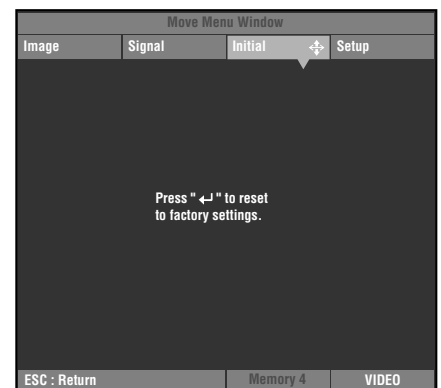 Move Menu Window
Image Signal Initial Setup
Press " ↵ " to reset
to factory settings.
ESC : Return Memory 4 VIDEO